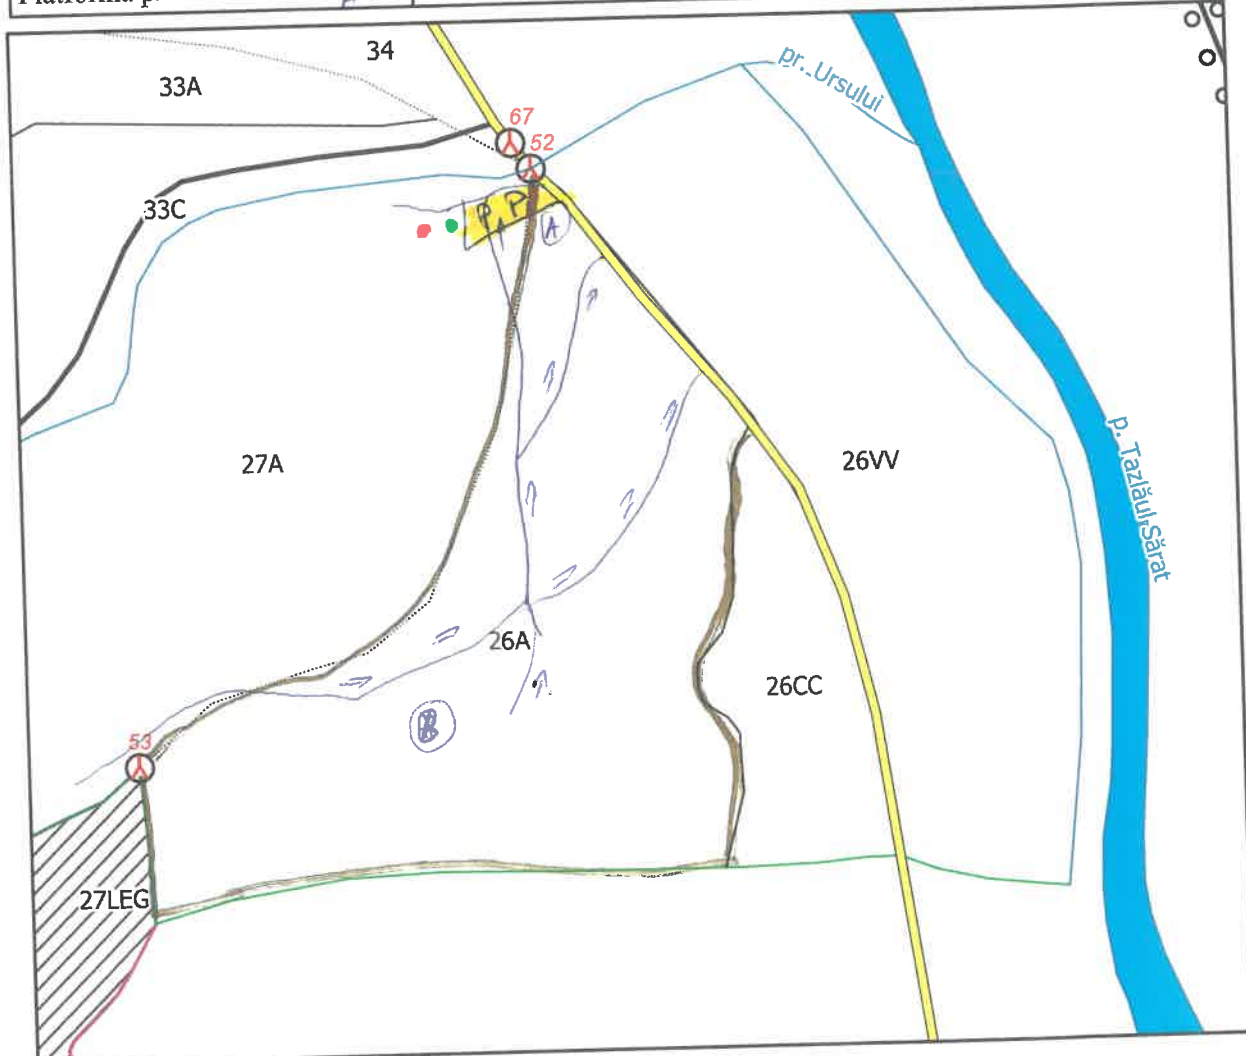 34
33A
pr. Ursului
67
52
33C
P P
A
27A
26VV
p. Tazlăul Sărat
26A
26CC
B
53
27LEG